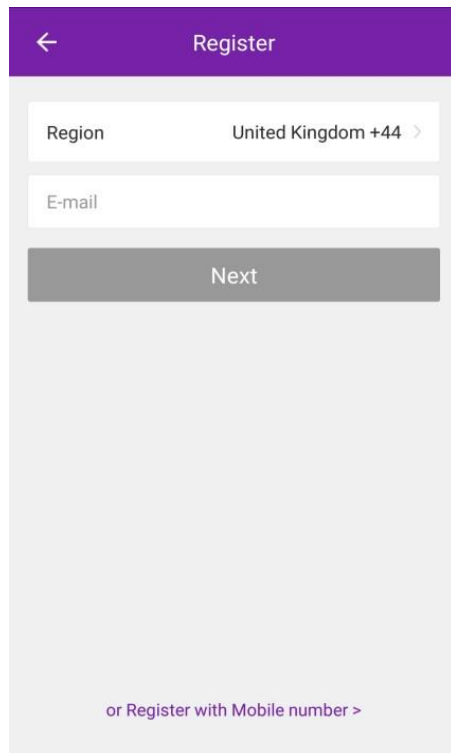 Register
Region United Kingdom +44
E-mail
Next
or Register with Mobile number >